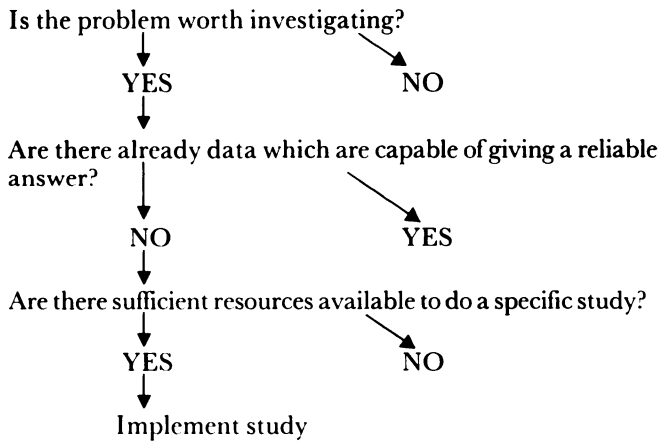 Is the problem worth investigating?
YES NO
Are there already data which are capable of giving a reliable
answer?
NO YES
Are there sufficient resources available to do a specific study?
YES NO
Implement study